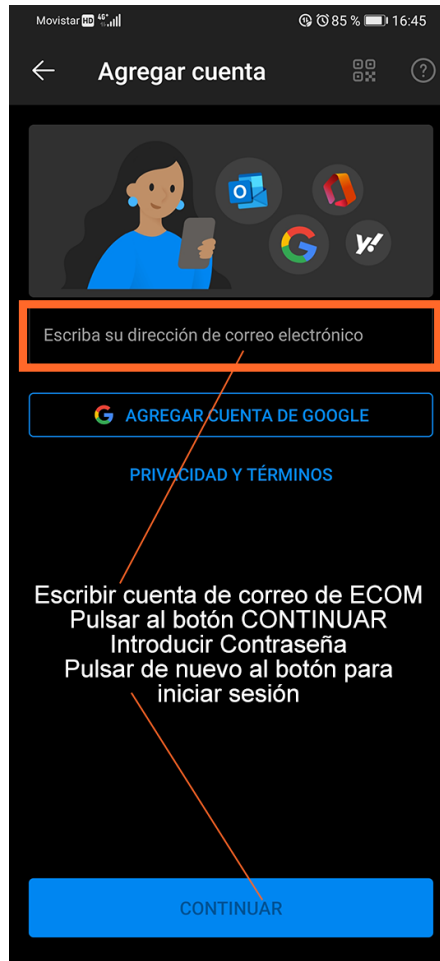 Movistar HD 4G+ 85 % 16:45
Agregar cuenta
Escriba su dirección de correo electrónico
G AGREGAR CUENTA DE GOOGLE
PRIVACIDAD Y TÉRMINOS
Escribir cuenta de correo de ECOM
Pulsar al botón CONTINUAR
Introducir Contraseña
Pulsar de nuevo al botón para
iniciar sesión
CONTINUAR